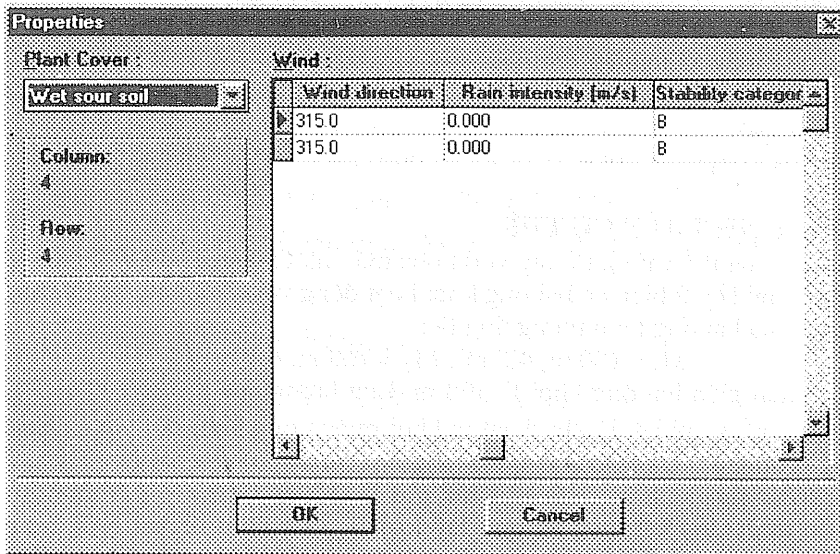 Properties
Plant Cover :
Wet sour soil
Column:
4
Row:
4
Wind :
Wind direction Rain intensity [m/s] Stability categor
315.0 0.000 B
315.0 0.000 B
OK Cancel